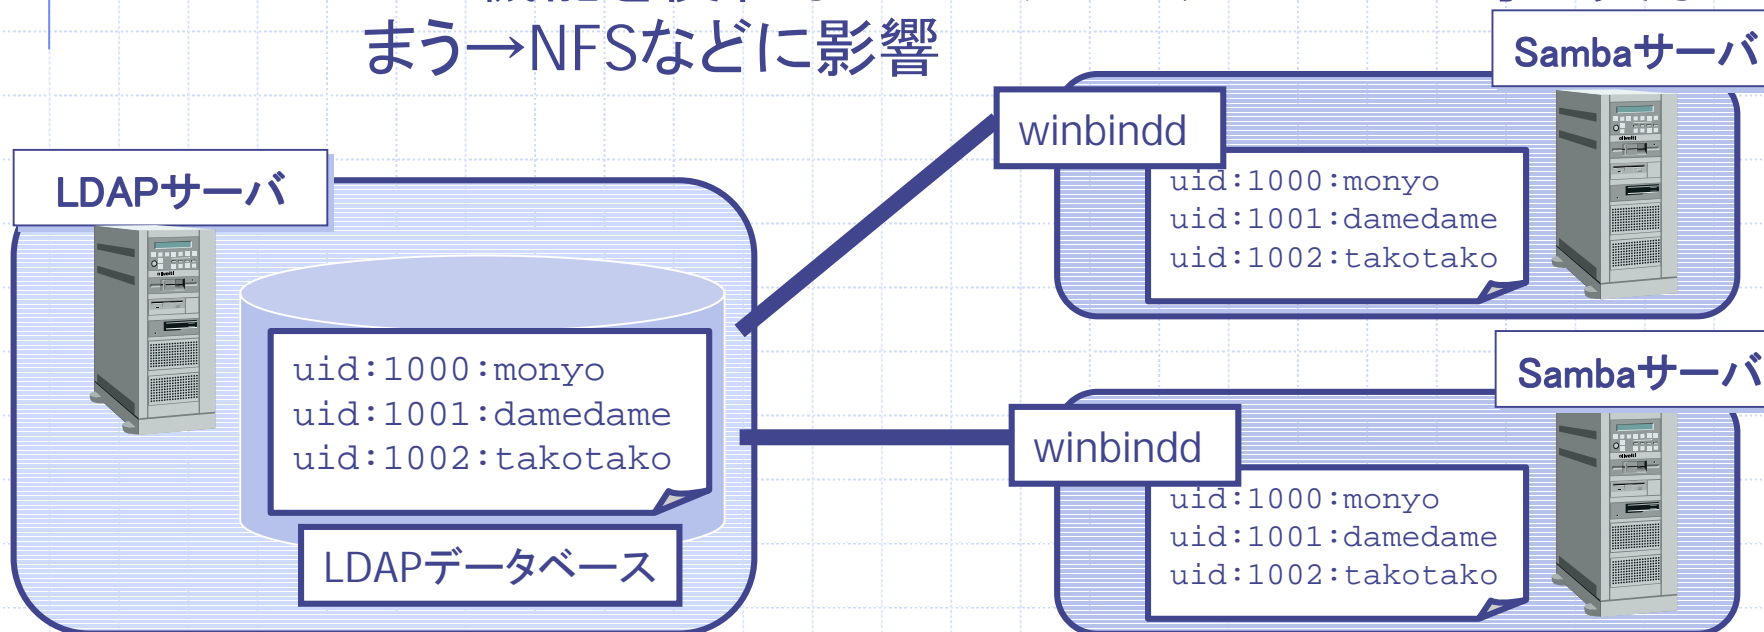 まう→NFSなどに影響
Sambaサーバ
winbindd
uid:1000:monyo
uid:1001:damedame
uid:1002:takotako
LDAPサーバ
uid:1000:monyo
uid:1001:damedame
uid:1002:takotako
LDAPデータベース
Sambaサーバ
winbindd
uid:1000:monyo
uid:1001:damedame
uid:1002:takotako